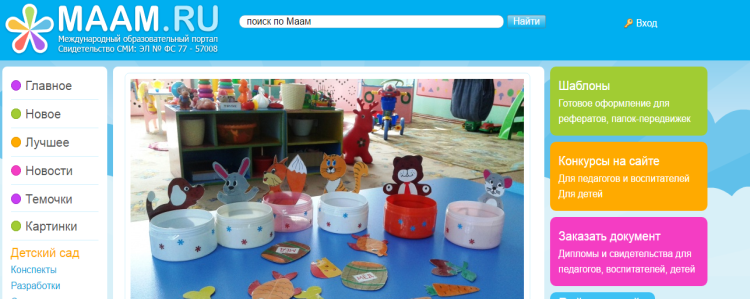 MAAM.RU
Международный образовательный портал
Свидетельство СМИ: ЭЛ № ФС 77 - 57008
поиск по Маам
Найти
Вход
Главное
Новое
Лучшее
Новости
Темочки
Картинки
Детский сад
Конспекты
Разработки
Шаблоны
Готовое оформление для
рефератов, папок-передвижек
Конкурсы на сайте
Для педагогов и воспитателей
Для детей
Заказать документ
Дипломы и свидетельства для
педагогов, воспитателей, детей